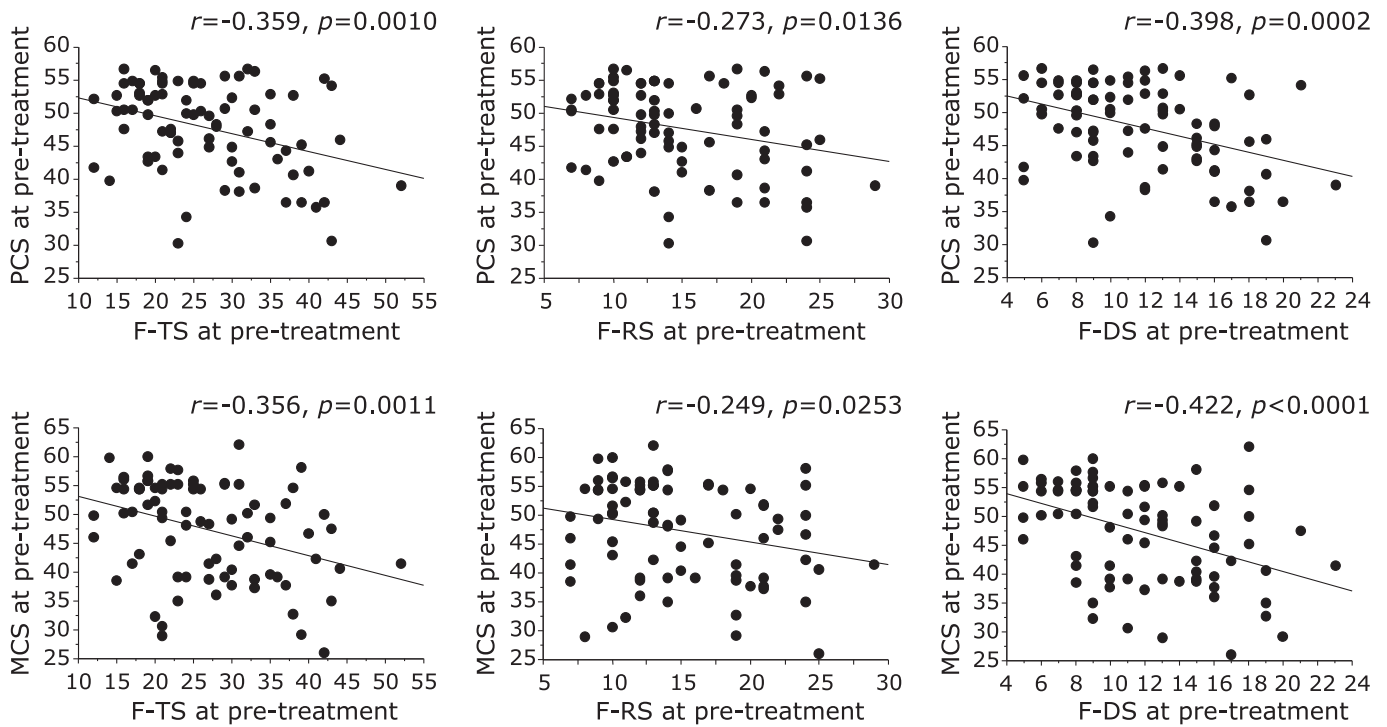 r=-0.359, p=0.0010
PCS at pre-treatment
60
55
50
45
40
35
30
25
10 15 20 25 30 35 40 45 50 55
F-TS at pre-treatment
r=-0.273, p=0.0136
PCS at pre-treatment
60
55
50
45
40
35
30
25
5 10 15 20 25 30
F-RS at pre-treatment
r=-0.398, p=0.0002
PCS at pre-treatment
60
55
50
45
40
35
30
25
4 6 8 10 12 14 16 18 20 22 24
F-DS at pre-treatment
r=-0.356, p=0.0011
MCS at pre-treatment
65
60
55
50
45
40
35
30
25
10 15 20 25 30 35 40 45 50 55
F-TS at pre-treatment
r=-0.249, p=0.0253
MCS at pre-treatment
65
60
55
50
45
40
35
30
25
5 10 15 20 25 30
F-RS at pre-treatment
r=-0.422, p<0.0001
MCS at pre-treatment
65
60
55
50
45
40
35
30
25
4 6 8 10 12 14 16 18 20 22 24
F-DS at pre-treatment